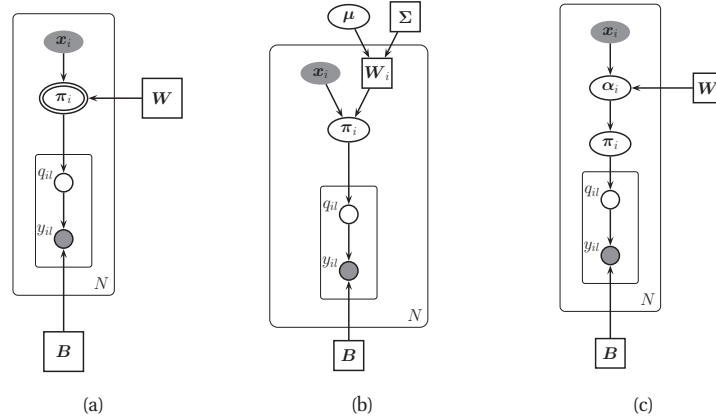 x_i
π_i
W
q_il
y_il
N
B
(a)
μ
Σ
x_i
W_i
π_i
q_il
y_il
N
B
(b)
x_i
α_i
W
π_i
q_il
y_il
N
B
(c)